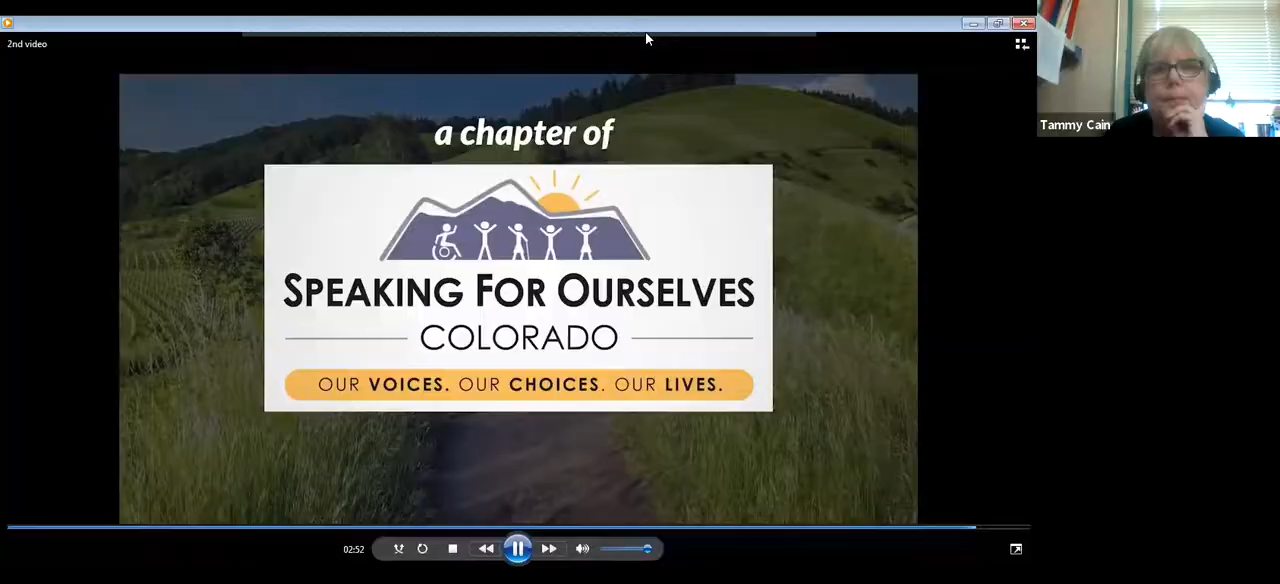 2nd video
a chapter of
SPEAKING FOR OURSELVES
COLORADO
OUR VOICES. OUR CHOICES. OUR LIVES.
02:52
Tammy Cain